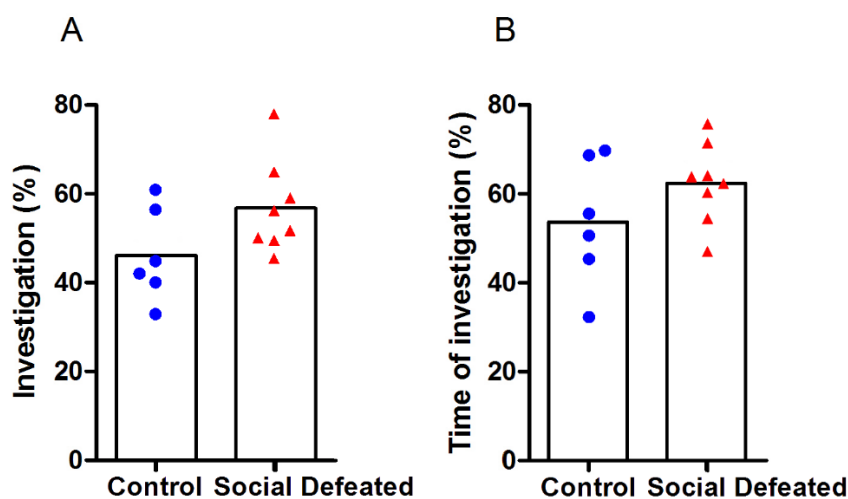 A
Investigation (%)
80
60
40
20
0
Control Social Defeated
B
Time of investigation (%)
80
60
40
20
0
Control Social Defeated